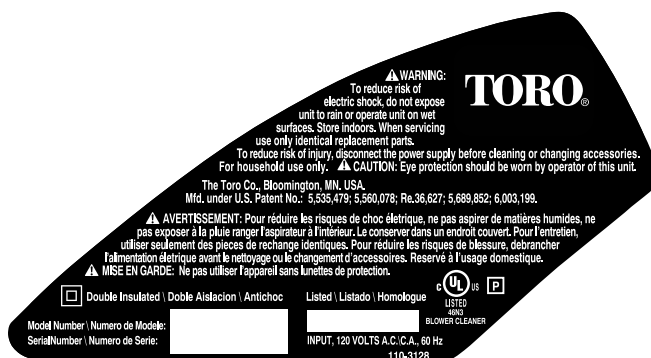 ⚠ WARNING:
TORO®
To reduce risk of
electric shock, do not expose
unit to rain or operate unit on wet
surfaces. Store indoors. When servicing
use only identical replacement parts.
To reduce risk of injury, disconnect the power supply before cleaning or changing accessories.
For household use only. ⚠ CAUTION: Eye protection should be worn by operator of this unit.
The Toro Co., Bloomington, MN. USA.
Mfd. under U.S. Patent No.: 5,535,479; 5,560,078; Re.36,627; 5,689,852; 6,003,199.
⚠ AVERTISSEMENT: Pour réduire les risques de choc életrique, ne pas aspirer de matières humides, ne
pas exposer à la pluie ranger l'aspirateur à l'intérieur. Le conserver dans un endroit couvert. Pour l'entretien,
utiliser seulement des pieces de rechange identiques. Pour réduire les risques de blessure, debrancher
l'alimentation életrique avant le nettoyage ou le changement d'accessoires. Reservé à l'usage domestique.
⚠ MISE EN GARDE: Ne pas utiliser l'appareil sans lunettes de protection.
Double Insulated \ Doble Aislacion \ Antichoc
Listed \ Listado \ Homologue
C UL US P
LISTED
46N3
BLOWER CLEANER
Model Number \ Numero de Modele:
SerialNumber \ Numero de Serie:
INPUT, 120 VOLTS A.C./C.A., 60 Hz
110-3128